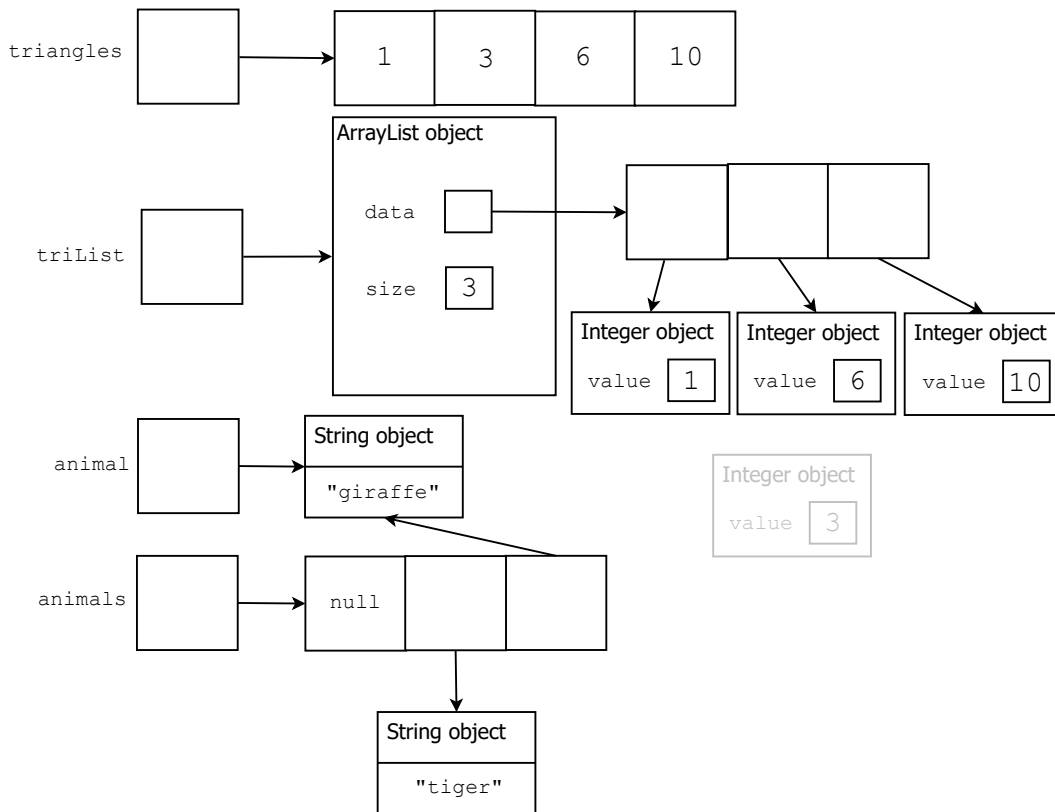 triangles
1 3 6 10
ArrayList object
data
triList
size 3
Integer object Integer object Integer object
value 1 value 6 value 10
String object
animal
"giraffe"
Integer object
value 3
animals
null
String object
"tiger"